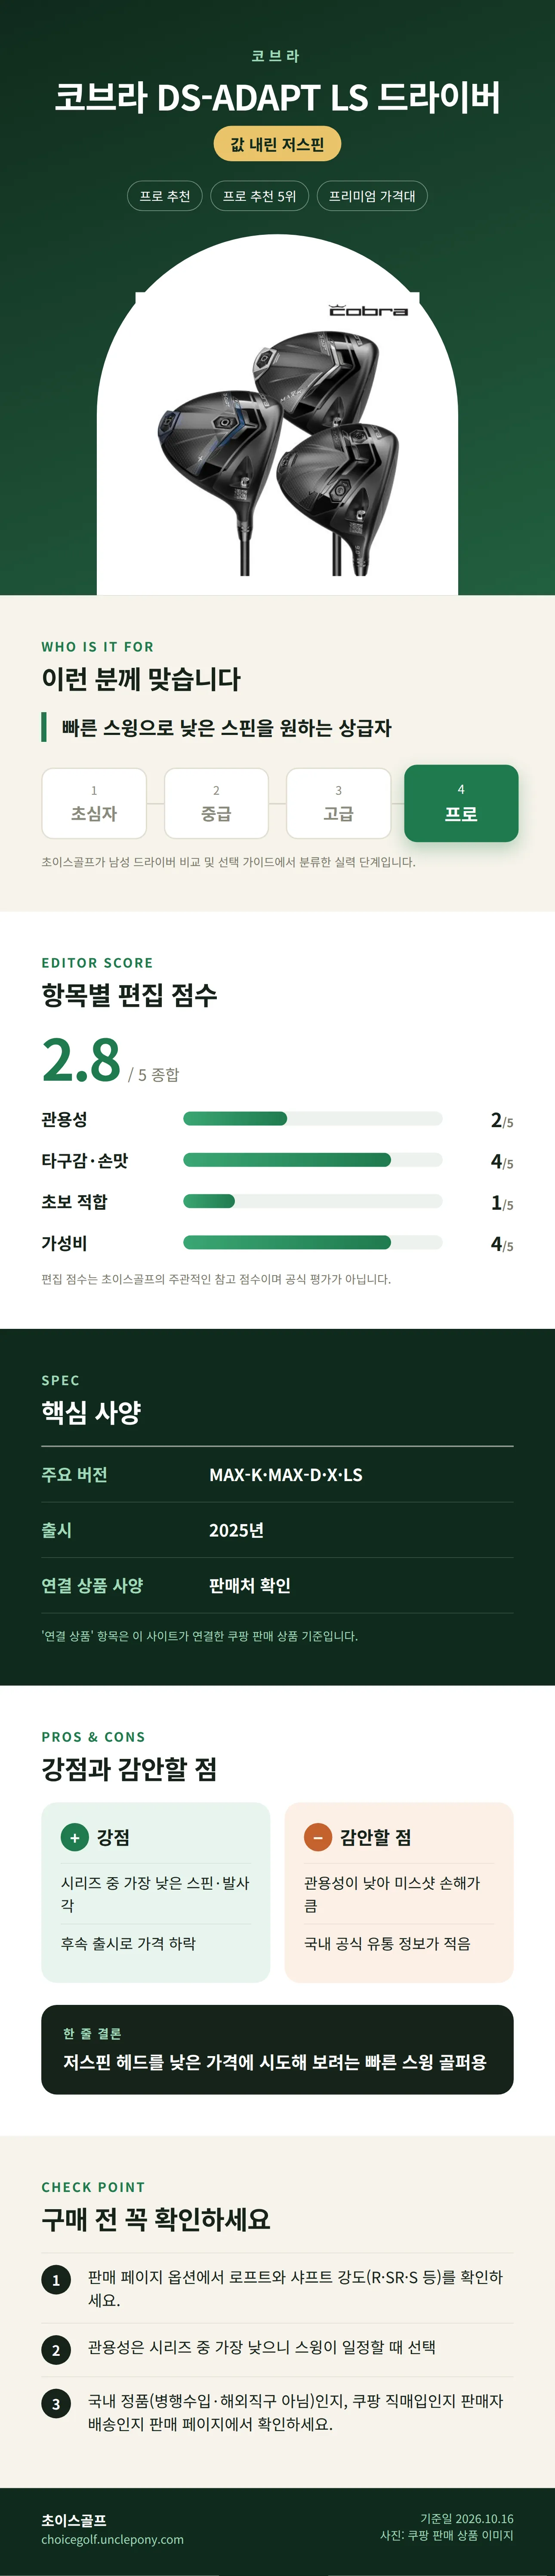 코브라
코브라 DS-ADAPT LS 드라이버
값 내린 저스핀
프로 추천
프로 추천 5위
프리미엄 가격대
cobra
WHO IS IT FOR
이런 분께 맞습니다
빠른 스윙으로 낮은 스핀을 원하는 상급자
1
초심자
2
중급
3
고급
4
프로
초이스골프가 남성 드라이버 비교 및 선택 가이드에서 분류한 실력 단계입니다.
EDITOR SCORE
항목별 편집 점수
2.8 / 5 종합
관용성 2/5
타구감·손맛 4/5
초보 적합 1/5
가성비 4/5
편집 점수는 초이스골프의 주관적인 참고 점수이며 공식 평가가 아닙니다.
SPEC
핵심 사양
주요 버전 MAX-K·MAX-D·X·LS
출시 2025년
연결 상품 사양 판매처 확인
'연결 상품' 항목은 이 사이트가 연결한 쿠팡 판매 상품 기준입니다.
PROS & CONS
강점과 감안할 점
+ 강점
시리즈 중 가장 낮은 스핀·발사
각
후속 출시로 가격 하락
− 감안할 점
관용성이 낮아 미스샷 손해가
큼
국내 공식 유통 정보가 적음
한 줄 결론
저스핀 헤드를 낮은 가격에 시도해 보려는 빠른 스윙 골퍼용
CHECK POINT
구매 전 꼭 확인하세요
1 판매 페이지 옵션에서 로프트와 샤프트 강도(R·SR·S 등)를 확인하
세요.
2 관용성은 시리즈 중 가장 낮으니 스윙이 일정할 때 선택
3 국내 정품(병행수입·해외직구 아님)인지, 쿠팡 직매입인지 판매자
배송인지 판매 페이지에서 확인하세요.
초이스골프
choicegolf.unclepony.com
기준일 2026.10.16
사진: 쿠팡 판매 상품 이미지